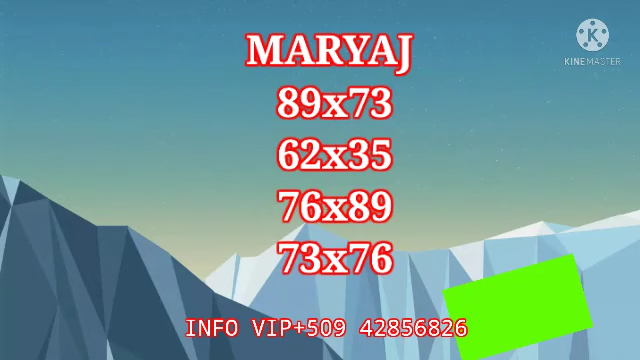 MARYAJ
KINEMASTER
89x73
62x35
76x89
73x76
INFO VIP+509 42856826